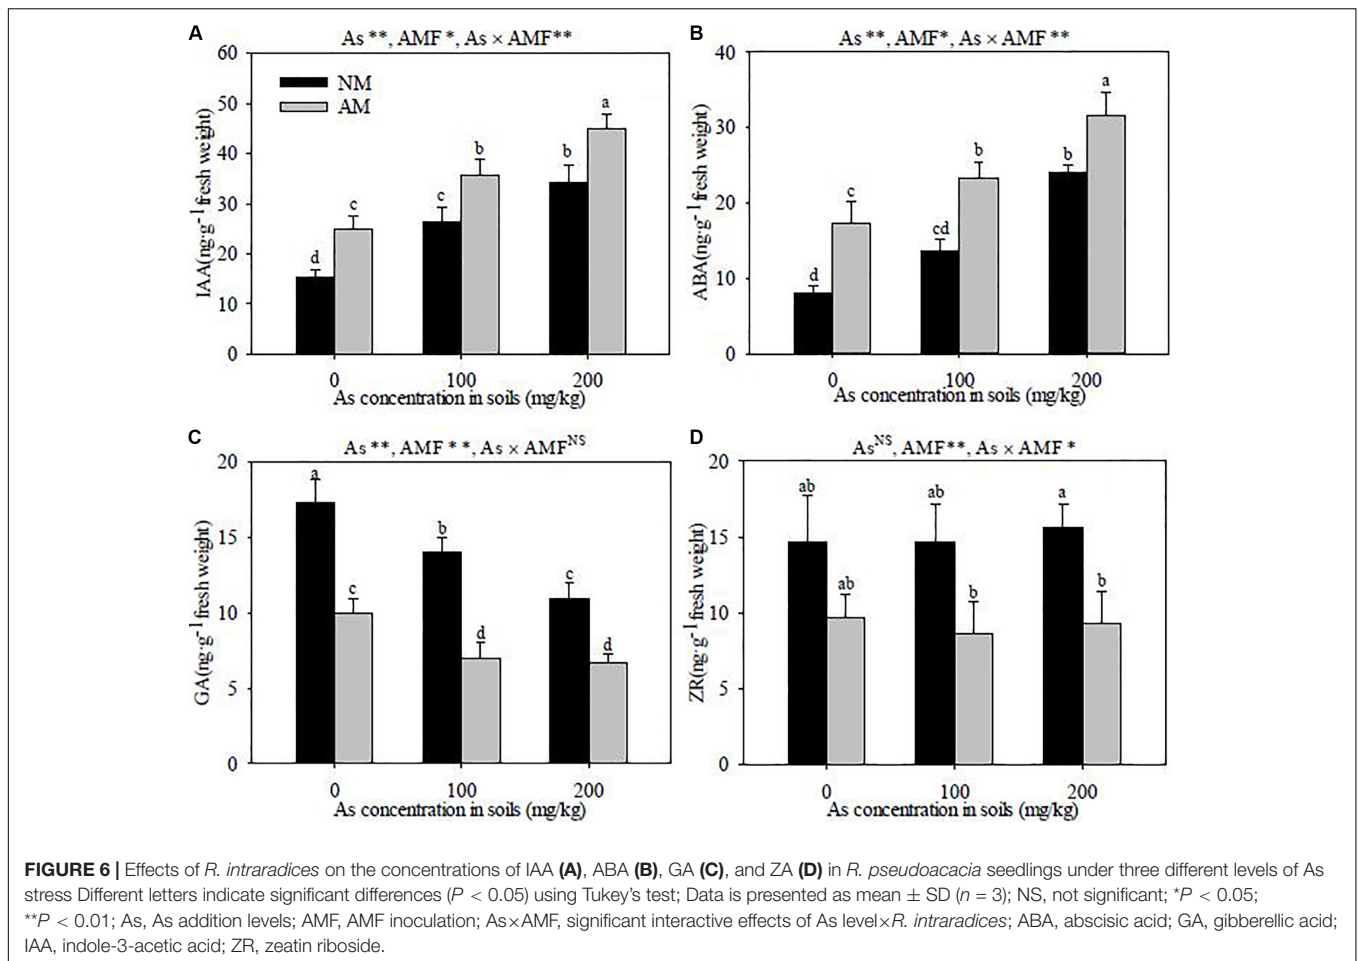 A
As **, AMF *, As × AMF**
60
50
40
30
20
10
0
IAA(ng·g-1 fresh weight)
NM
AM
d
c
c
b
b
a
0 100 200
As concentration in soils (mg/kg)
B
As **, AMF*, As × AMF **
40
30
20
10
0
ABA(ng·g-1 fresh weight)
d
c
cd
b
b
a
0 100 200
As concentration in soils (mg/kg)
C
As **, AMF * *, As × AMFNS
20
15
10
5
0
GA(ng·g-1 fresh weight)
a
c
b
d
c
d
0 100 200
As concentration in soils (mg/kg)
D
AsNS, AMF**, As × AMF *
20
15
10
5
0
ZR(ng·g-1 fresh weight)
ab
ab
ab
b
a
b
0 100 200
As concentration in soils (mg/kg)
FIGURE 6 | Effects of R. intraradices on the concentrations of IAA (A), ABA (B), GA (C), and ZA (D) in R. pseudoacacia seedlings under three different levels of As
stress Different letters indicate significant differences (P < 0.05) using Tukey's test; Data is presented as mean ± SD (n = 3); NS, not significant; *P < 0.05;
**P < 0.01; As, As addition levels; AMF, AMF inoculation; As×AMF, significant interactive effects of As level×R. intraradices; ABA, abscisic acid; GA, gibberellic acid;
IAA, indole-3-acetic acid; ZR, zeatin riboside.